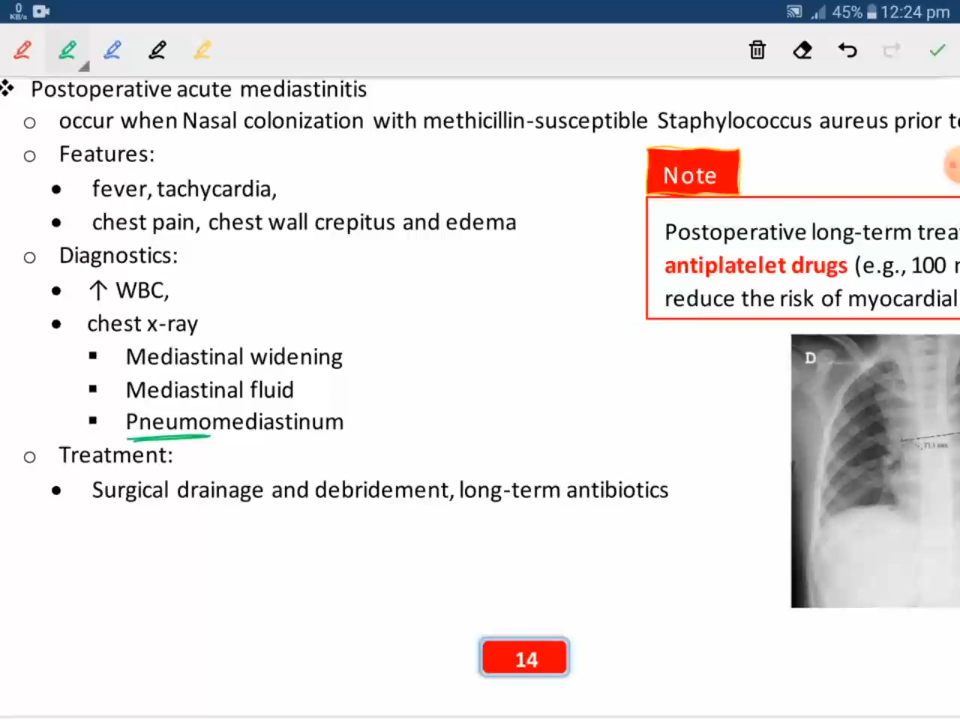 0
KB/s
45% 12:24 pm
❖ Postoperative acute mediastinitis
o occur when Nasal colonization with methicillin-susceptible Staphylococcus aureus prior
o Features:
• fever, tachycardia,
• chest pain, chest wall crepitus and edema
o Diagnostics:
• ↑ WBC,
• chest x-ray
▪ Mediastinal widening
▪ Mediastinal fluid
▪ Pneumomediastinum
o Treatment:
• Surgical drainage and debridement, long-term antibiotics
Note
Postoperative long-term
antiplatelet drugs (e.g., 100
reduce the risk of myocardial
D
14